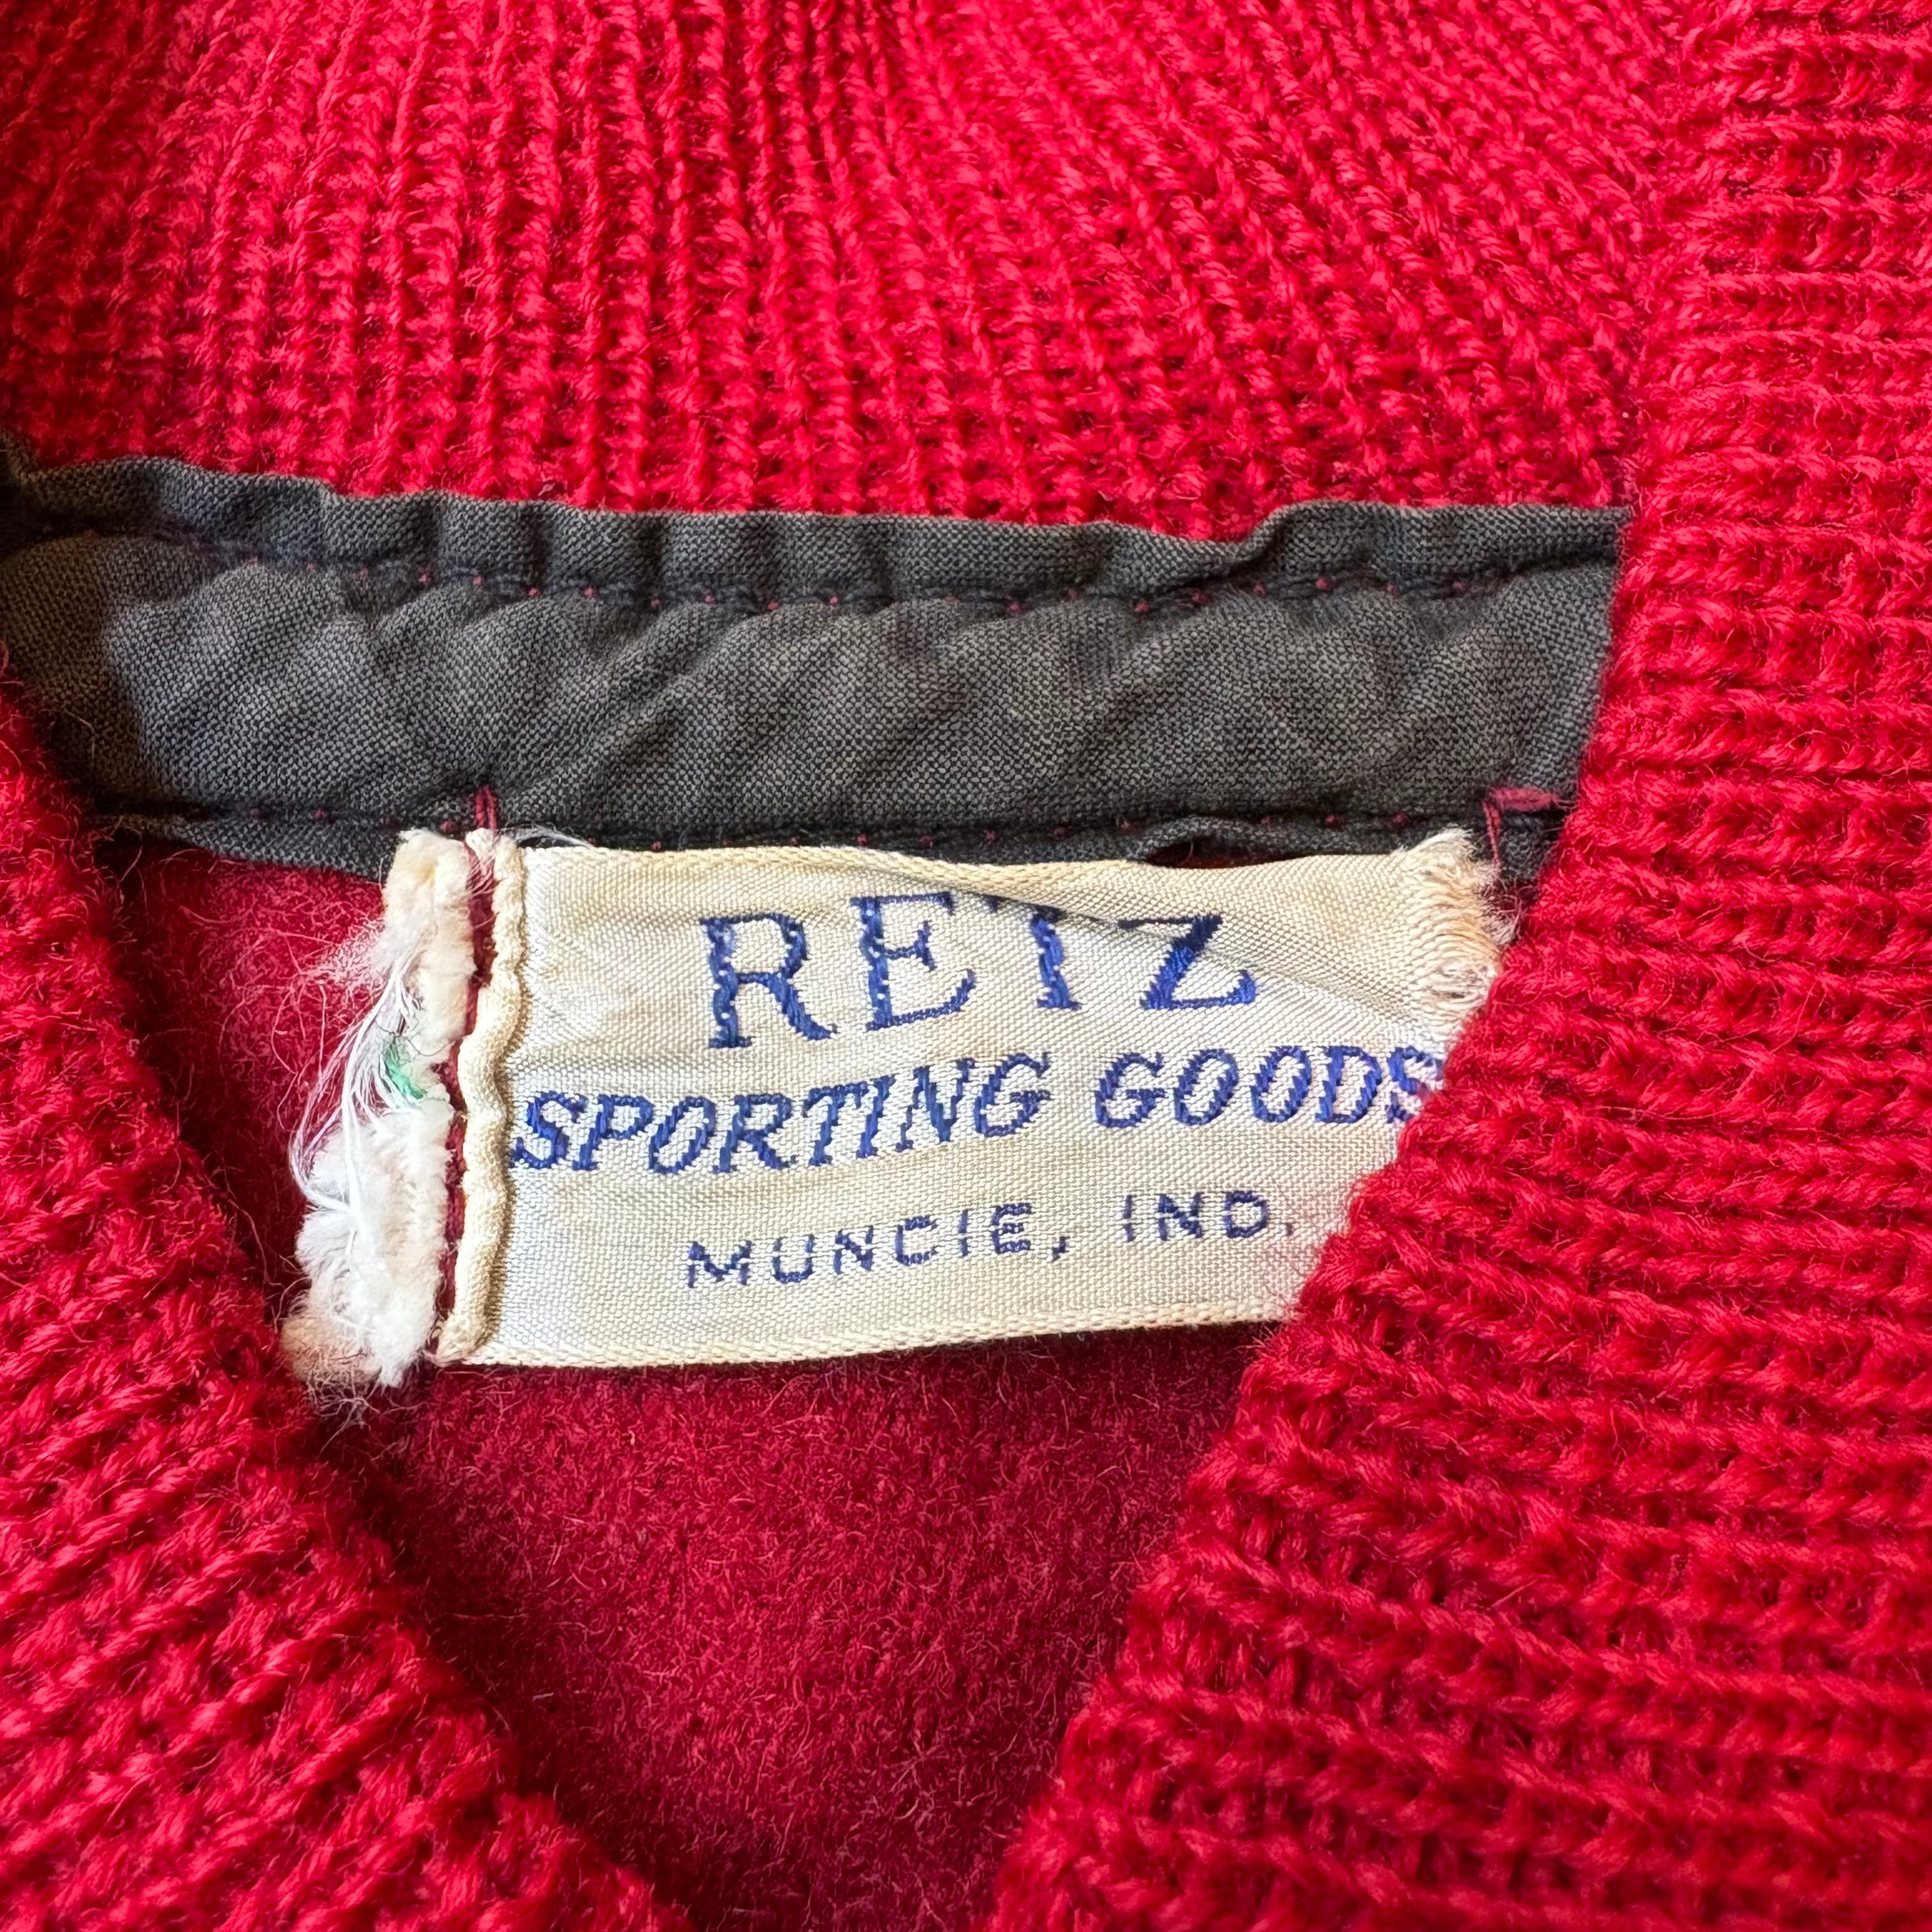 RETZ
SPORTING GOODS
MUNCIE, IND.